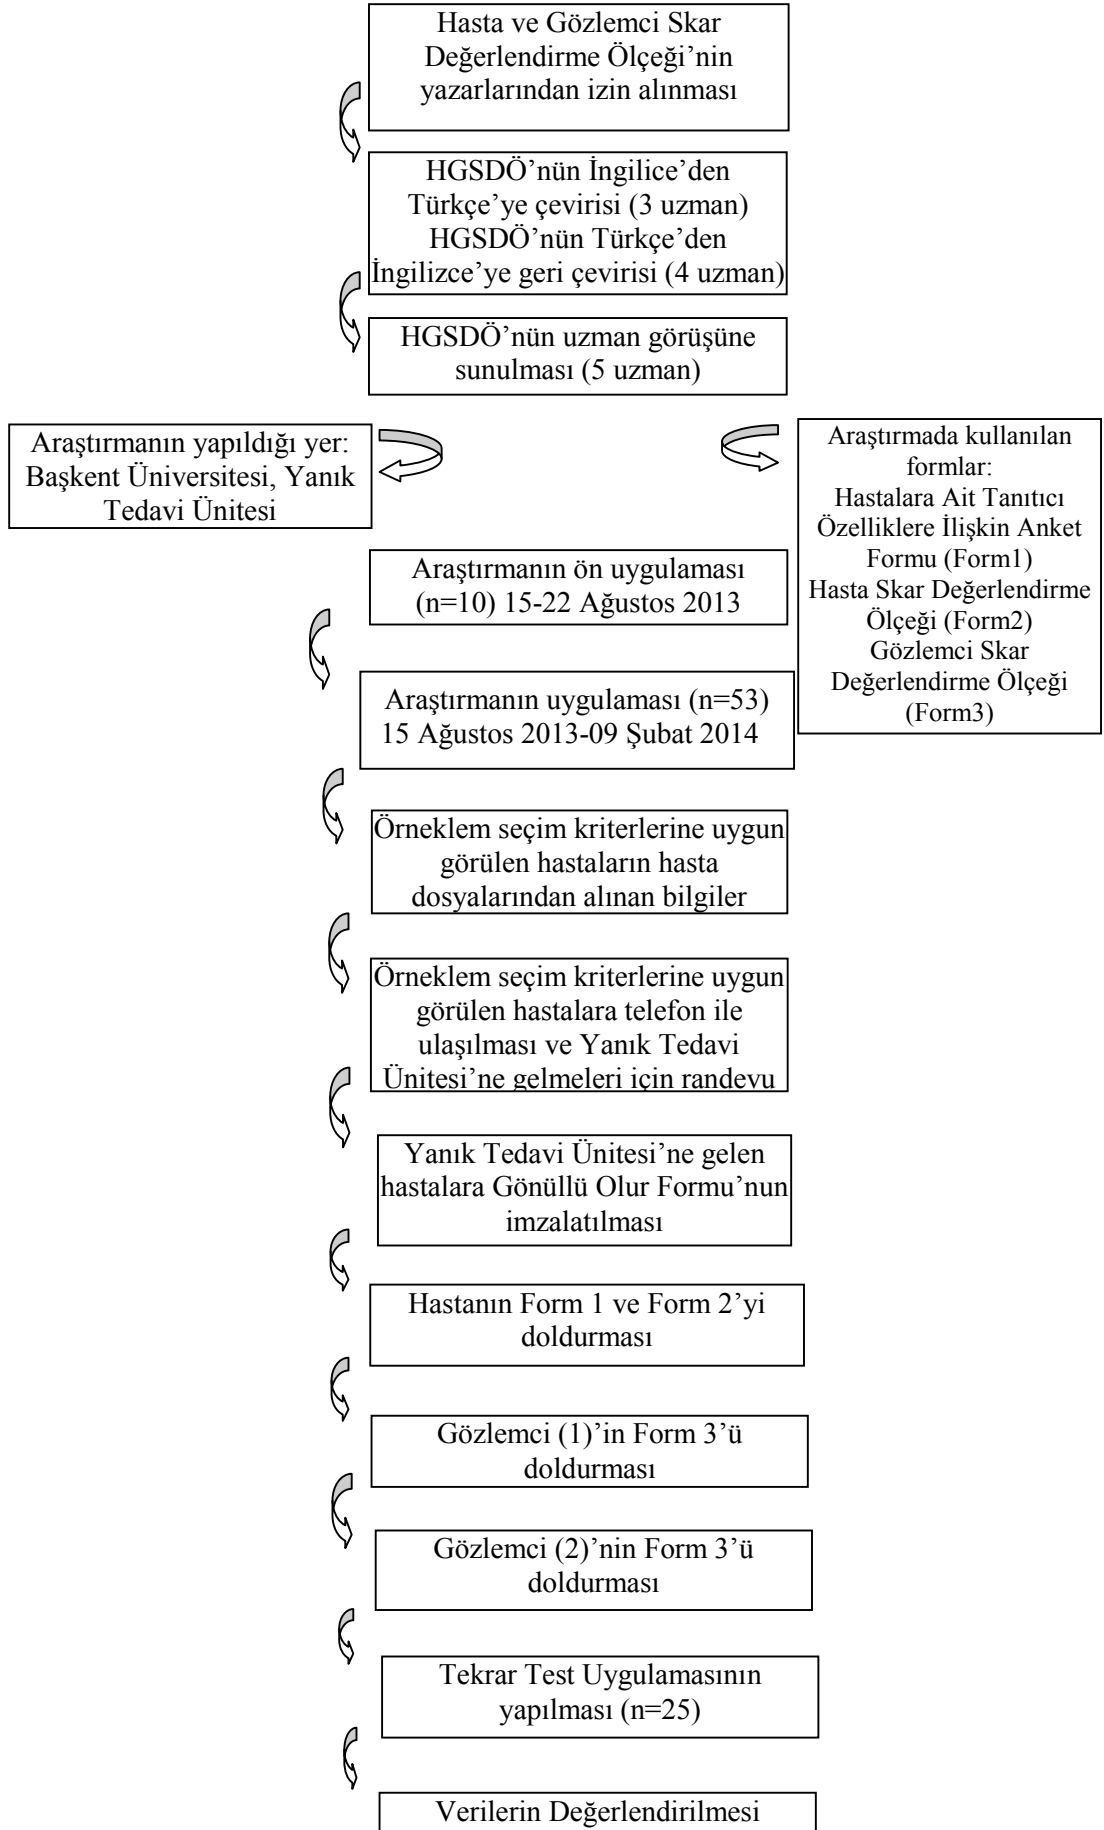 Hasta ve Gözlemci Skar
Değerlendirme Ölçeği’nin
yazarlarından izin alınması
HGSDÖ’nün İngilice’den
Türkçe’ye çevirisi (3 uzman)
HGSDÖ’nün Türkçe’den
İngilizce’ye geri çevirisi (4 uzman)
HGSDÖ’nün uzman görüşüne
sunulması (5 uzman)
Araştırmanın yapıldığı yer:
Başkent Üniversitesi, Yanık
Tedavi Ünitesi
Araştırmada kullanılan
formlar:
Hastalara Ait Tanıtıcı
Özelliklere İlişkin Anket
Formu (Form1)
Hasta Skar Değerlendirme
Ölçeği (Form2)
Gözlemci Skar
Değerlendirme Ölçeği
(Form3)
Araştırmanın ön uygulaması
(n=10) 15-22 Ağustos 2013
Araştırmanın uygulaması (n=53)
15 Ağustos 2013-09 Şubat 2014
Örneklem seçim kriterlerine uygun
görülen hastaların hasta
dosyalarından alınan bilgiler
Örneklem seçim kriterlerine uygun
görülen hastalara telefon ile
ulaşılması ve Yanık Tedavi
Ünitesi’ne gelmeleri için randevu
Yanık Tedavi Ünitesi’ne gelen
hastalara Gönüllü Olur Formu’nun
imzalatılması
Hastanın Form 1 ve Form 2’yi
doldurması
Gözlemci (1)’in Form 3’ü
doldurması
Gözlemci (2)’nin Form 3’ü
doldurması
Tekrar Test Uygulamasının
yapılması (n=25)
Verilerin Değerlendirilmesi